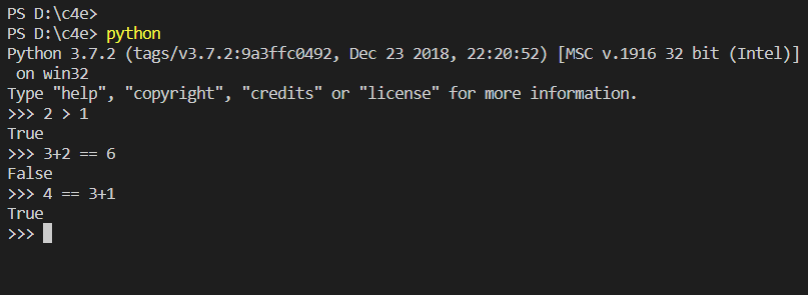 PS D:\c4e>
PS D:\c4e> python
Python 3.7.2 (tags/v3.7.2:9a3ffc0492, Dec 23 2018, 22:20:52) [MSC v.1916 32 bit (Intel)]
 on win32
Type "help", "copyright", "credits" or "license" for more information.
>>> 2 > 1
True
>>> 3+2 == 6
False
>>> 4 == 3+1
True
>>>